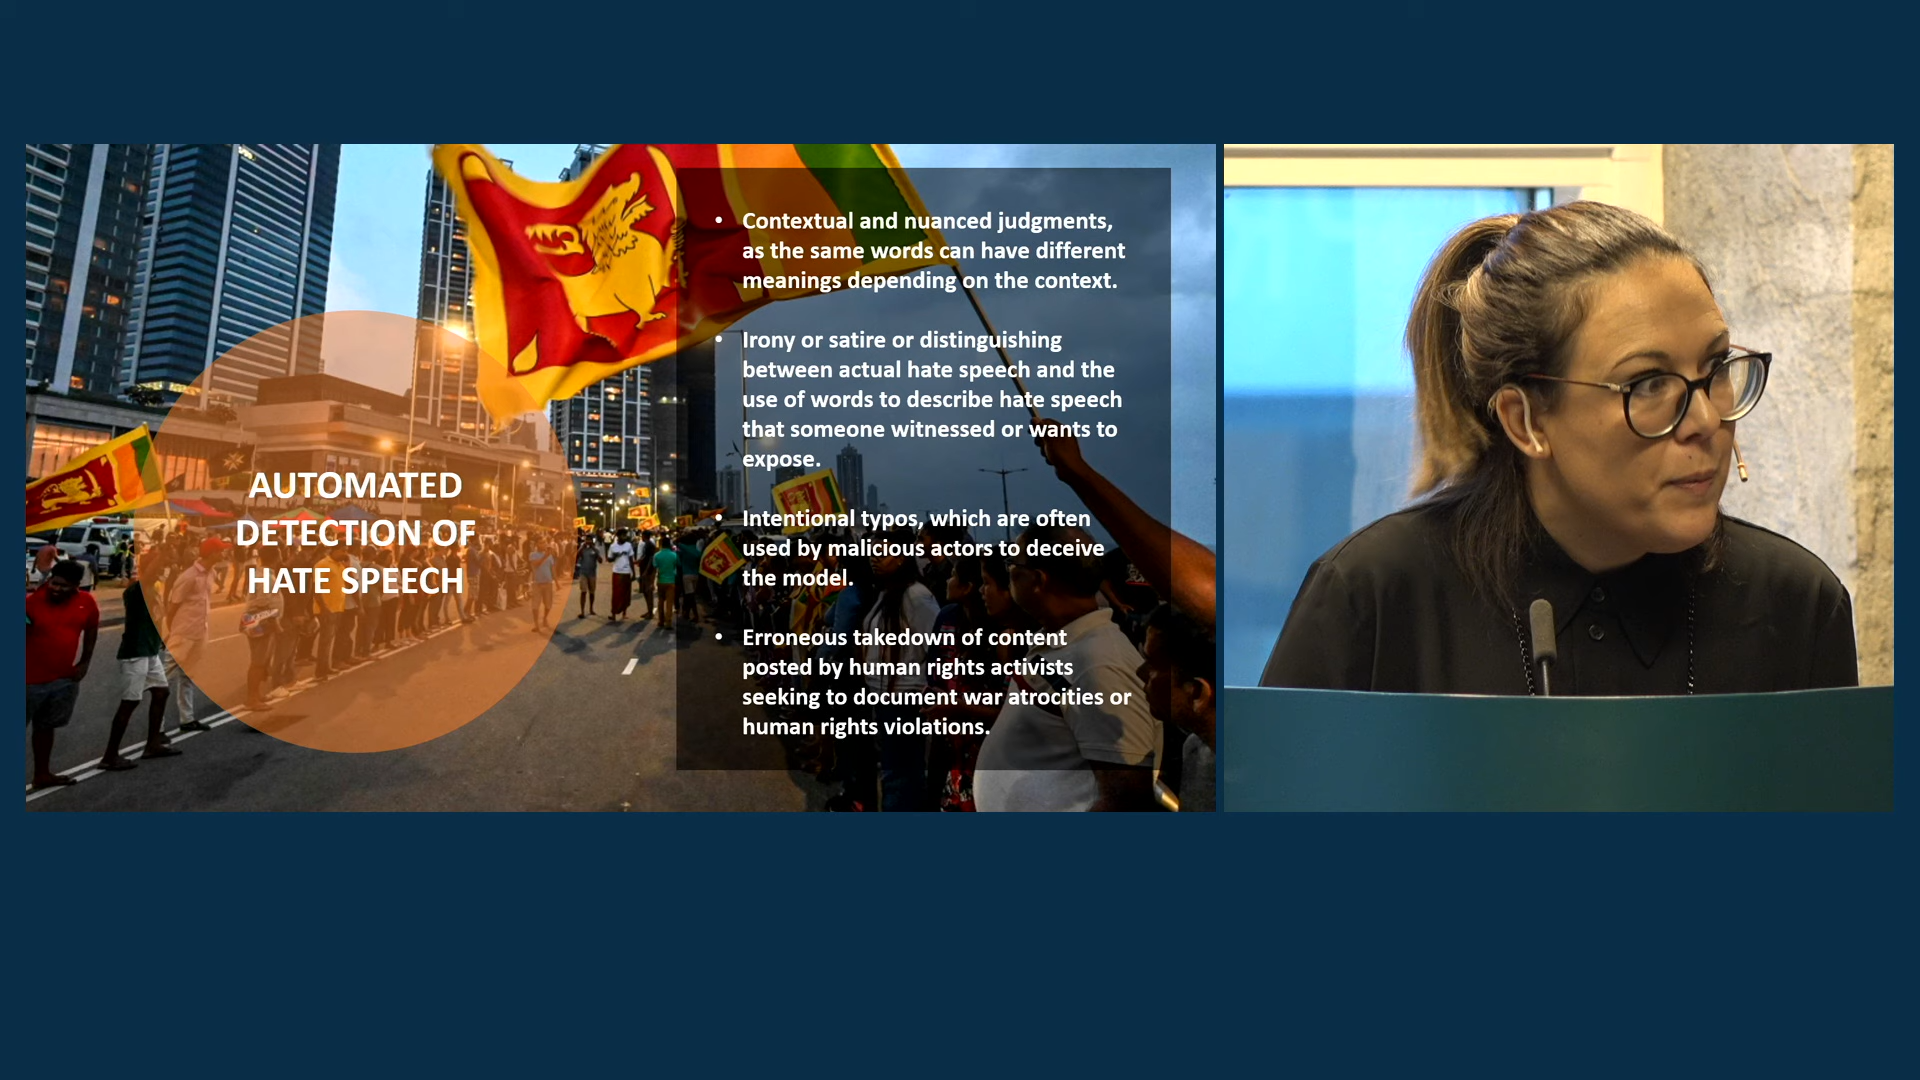 AUTOMATED
DETECTION OF
HATE SPEECH
• Contextual and nuanced judgments,
as the same words can have different
meanings depending on the context.
• Irony or satire or distinguishing
between actual hate speech and the
use of words to describe hate speech
that someone witnessed or wants to
expose.
• Intentional typos, which are often
used by malicious actors to deceive
the model.
• Erroneous takedown of content
posted by human rights activists
seeking to document war atrocities or
human rights violations.